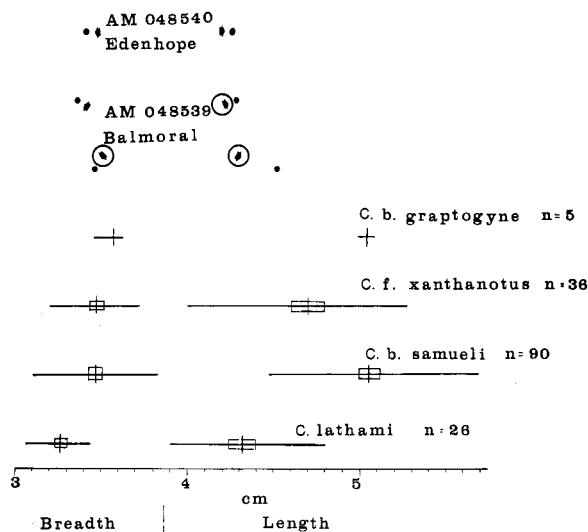 AM 048540
Edenhope
AM 048539
Balmoral
C. b. graptogyne n=5
C. f. xanthanotus n=36
C. b. samueli n=90
C. lathami n=26
3 4 5
cm
Breadth Length